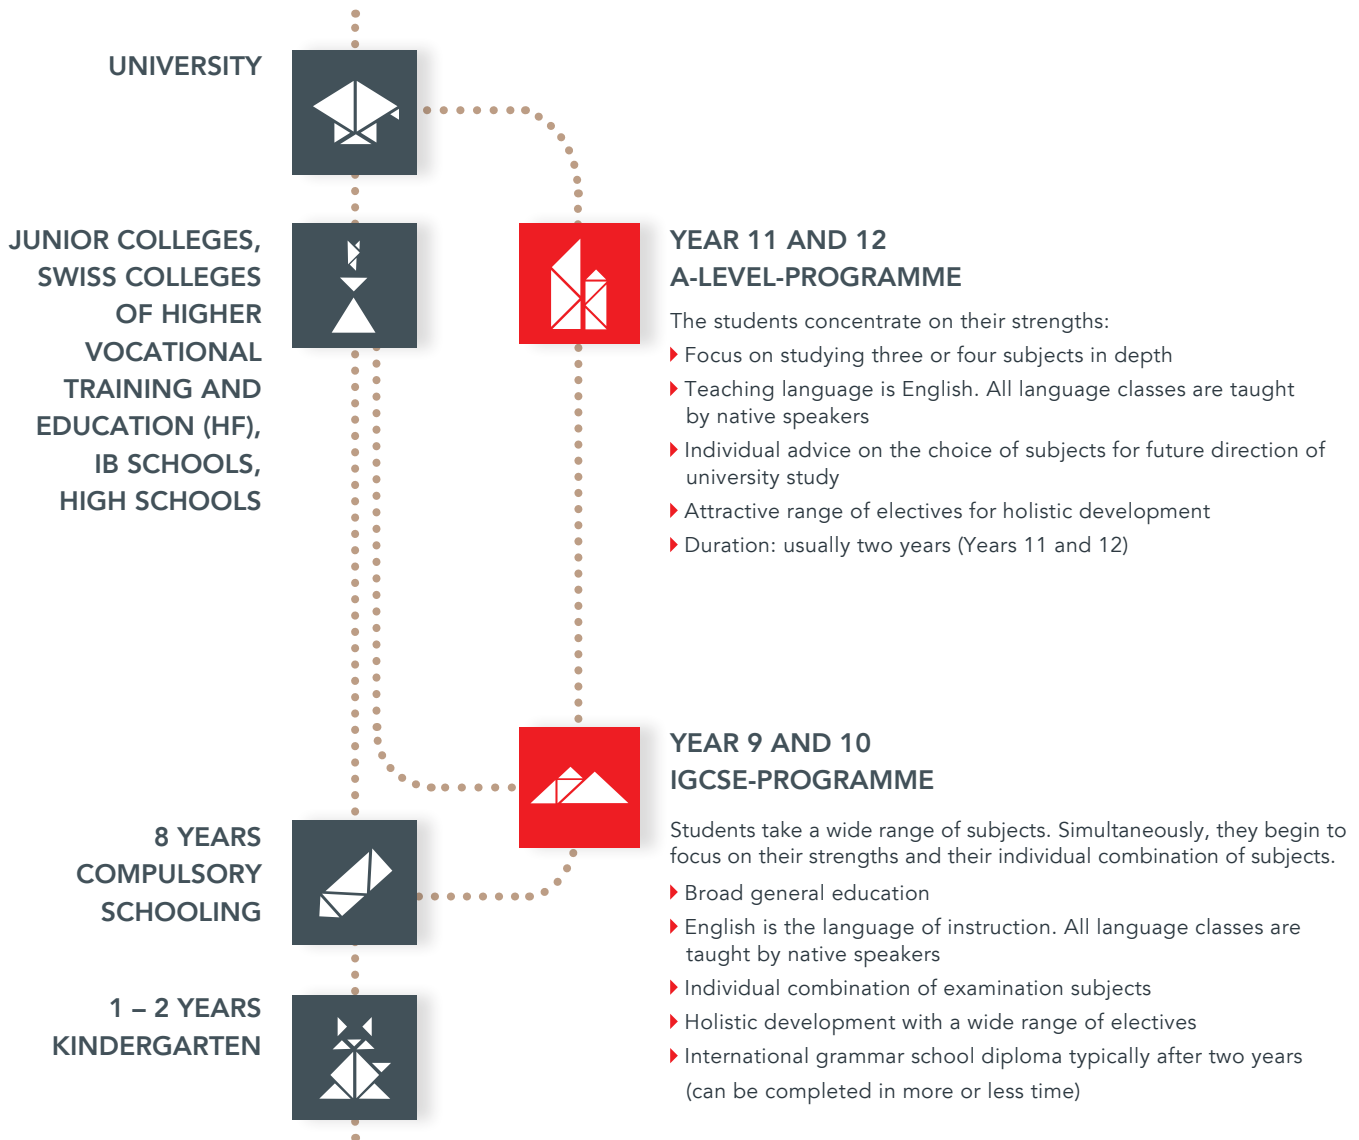 UNIVERSITY
JUNIOR COLLEGES,
SWISS COLLEGES
OF HIGHER
VOCATIONAL
TRAINING AND
EDUCATION (HF),
IB SCHOOLS,
HIGH SCHOOLS
YEAR 11 AND 12
A-LEVEL-PROGRAMME
The students concentrate on their strengths:
Focus on studying three or four subjects in depth
Teaching language is English. All language classes are taught
by native speakers
Individual advice on the choice of subjects for future direction of
university study
Attractive range of electives for holistic development
Duration: usually two years (Years 11 and 12)
YEAR 9 AND 10
IGCSE-PROGRAMME
Students take a wide range of subjects. Simultaneously, they begin to
focus on their strengths and their individual combination of subjects.
Broad general education
English is the language of instruction. All language classes are
taught by native speakers
Individual combination of examination subjects
Holistic development with a wide range of electives
International grammar school diploma typically after two years
(can be completed in more or less time)
8 YEARS
COMPULSORY
SCHOOLING
1 – 2 YEARS
KINDERGARTEN